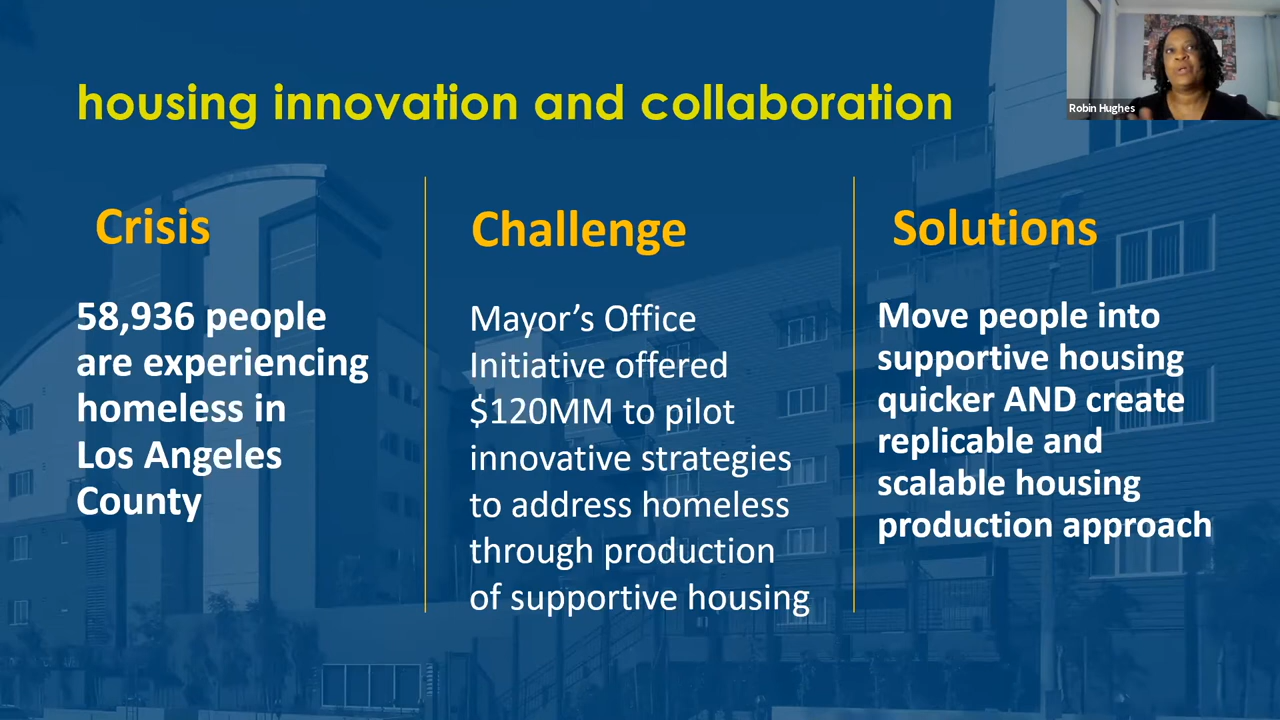 housing innovation and collaboration
Robin Hughes
Crisis
58,936 people
are experiencing
homeless in
Los Angeles
County
Challenge
Mayor's Office
Initiative offered
$120MM to pilot
innovative strategies
to address homeless
through production
of supportive housing
Solutions
Move people into
supportive housing
quicker AND create
replicable and
scalable housing
production approach